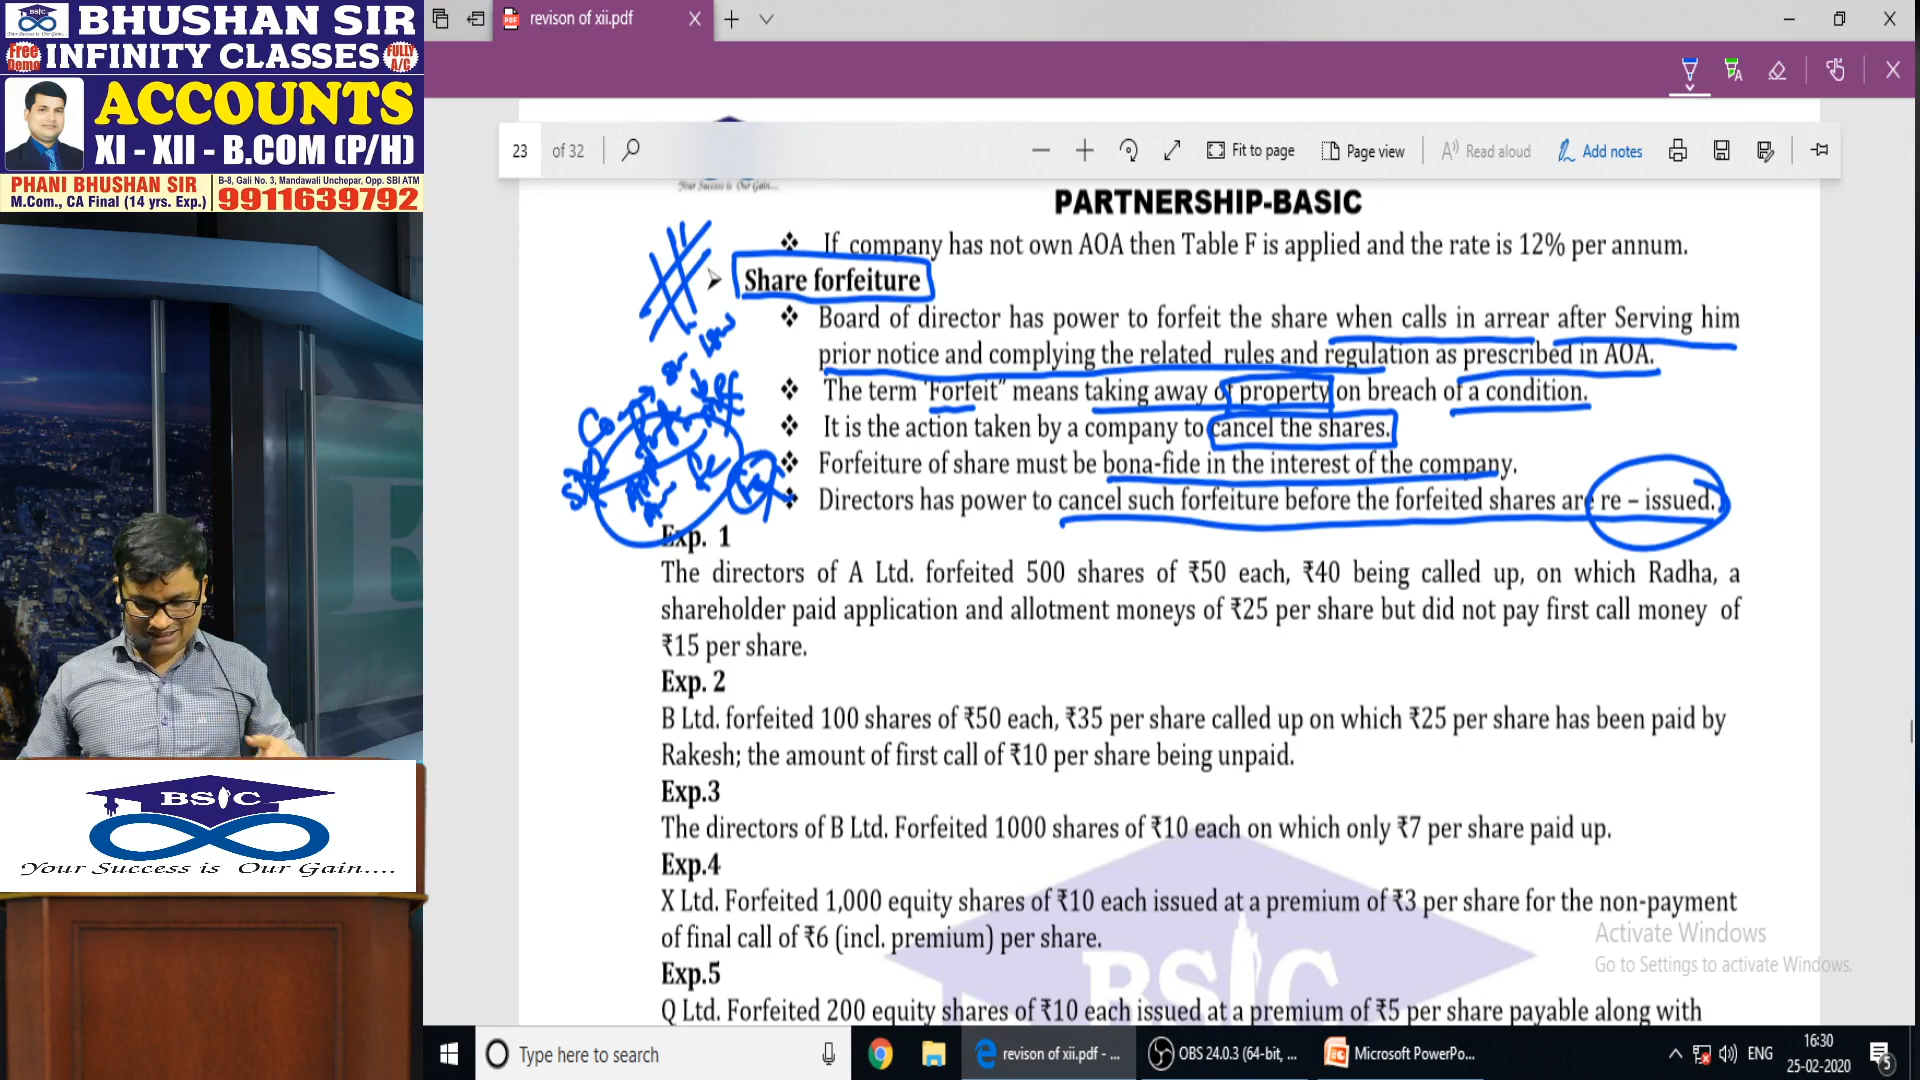 BSIC
BHUSHAN SIR
Free Demo
INFINITY CLASSES
FULLY A/C
ACCOUNTS
XI - XII - B.COM (P/H)
PHANI BHUSHAN SIR
M.Com., CA Final (14 yrs. Exp.)
B-8, Gali No. 3, Mandawali Unchepar, Opp. SBI ATM
9911639792
revison of xii.pdf
23 of 32
Fit to page
Page view
Read aloud
Add notes
Your Success is Our Gain....
PARTNERSHIP-BASIC
❖ If company has not own AOA then Table F is applied and the rate is 12% per annum.
➢ Share forfeiture
❖ Board of director has power to forfeit the share when calls in arrear after Serving him
prior notice and complying the related rules and regulation as prescribed in AOA.
❖ The term "Forfeit" means taking away of property on breach of a condition.
❖ It is the action taken by a company to cancel the shares.
❖ Forfeiture of share must be bona-fide in the interest of the company.
❖ Directors has power to cancel such forfeiture before the forfeited shares are re – issued.
Exp. 1
The directors of A Ltd. forfeited 500 shares of ₹50 each, ₹40 being called up, on which Radha, a
shareholder paid application and allotment moneys of ₹25 per share but did not pay first call money of
₹15 per share.
Exp. 2
B Ltd. forfeited 100 shares of ₹50 each, ₹35 per share called up on which ₹25 per share has been paid by
Rakesh; the amount of first call of ₹10 per share being unpaid.
Exp.3
The directors of B Ltd. Forfeited 1000 shares of ₹10 each on which only ₹7 per share paid up.
Exp.4
X Ltd. Forfeited 1,000 equity shares of ₹10 each issued at a premium of ₹3 per share for the non-payment
of final call of ₹6 (incl. premium) per share.
Exp.5
Q Ltd. Forfeited 200 equity shares of ₹10 each issued at a premium of ₹5 per share payable along with
BSIC
Activate Windows
Go to Settings to activate Windows.
BSIC
Your Success is Our Gain....
Type here to search
revison of xii.pdf - ...
OBS 24.0.3 (64-bit, ...
Microsoft PowerPo...
ENG
16:30
25-02-2020
5